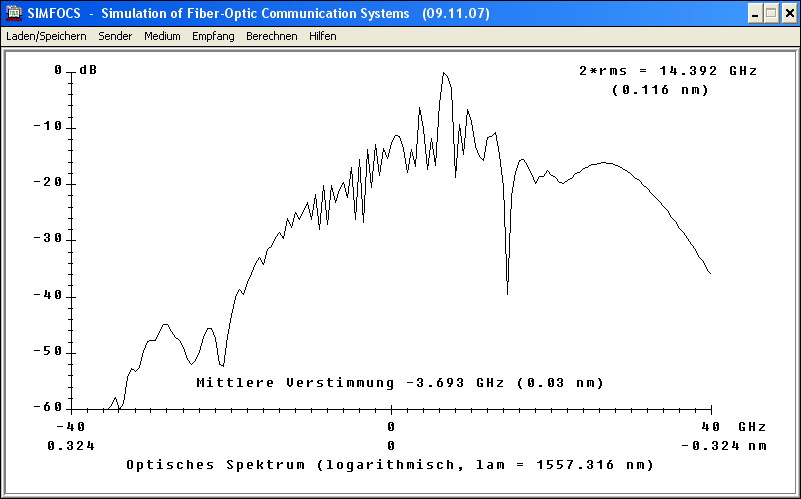 SIMFOCS - Simulation of Fiber-Optic Communication Systems (09.11.07)
Laden/Speichern Sender Medium Empfang Berechnen Hilfen
0 dB
2*rms = 14.392 GHz
(0.116 nm)
-10
-20
-30
-40
-50
Mittlere Verstimmung -3.693 GHz (0.03 nm)
-60
-40 0 40 GHz
0.324 0 -0.324 nm
Optisches Spektrum (logarithmisch, lam = 1557.316 nm)